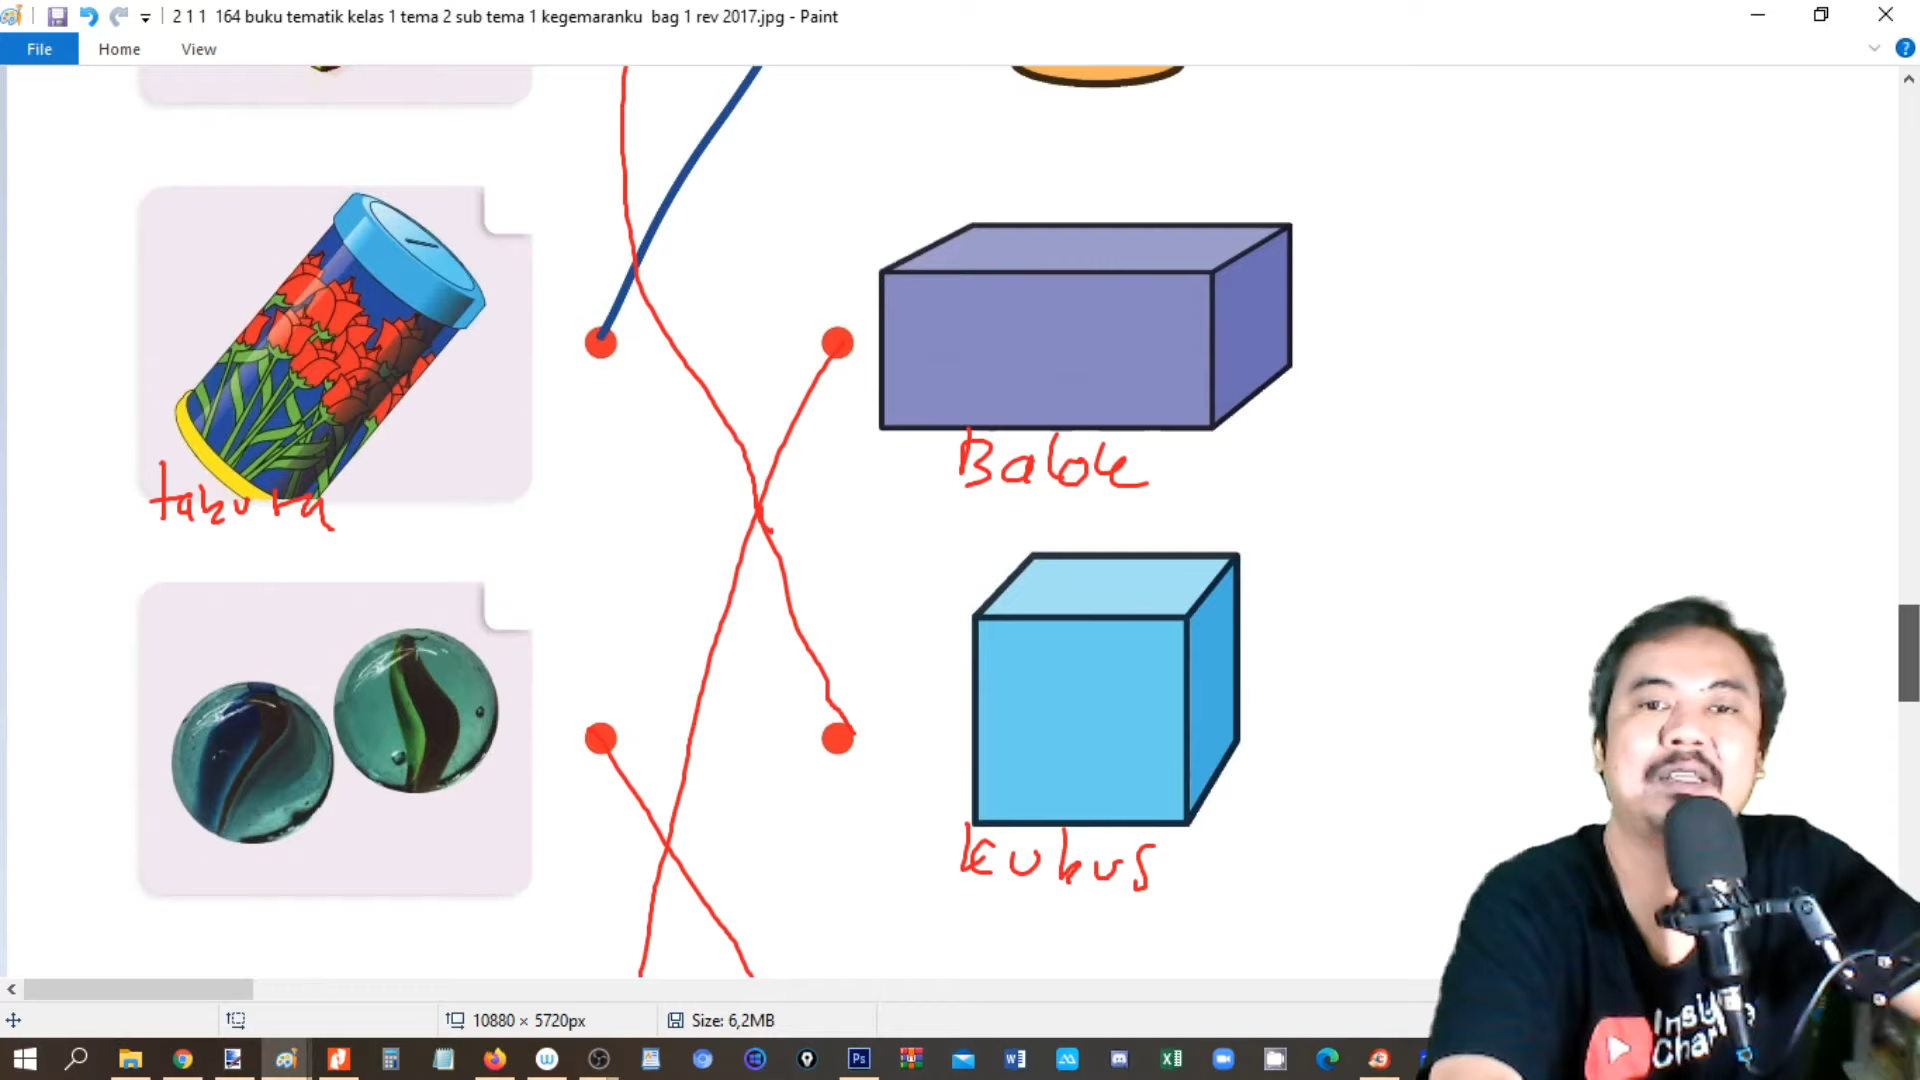 2 1 1 164 buku tematik kelas 1 tema 2 sub tema 1 kegemaranku bag 1 rev 2017.jpg - Paint
File Home View
Balok
kubus
10880 × 5720px
Size: 6,2MB
Ps